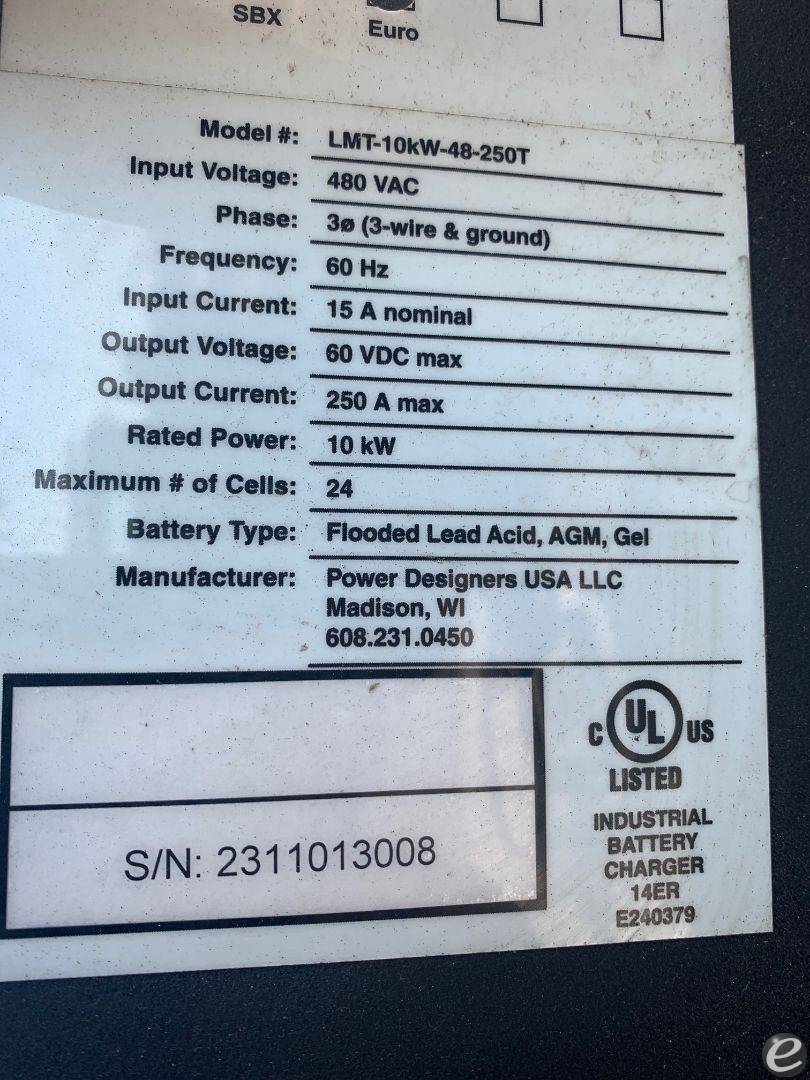 SBX
Euro
Model #: LMT-10kW-48-250T
Input Voltage: 480 VAC
Phase: 3ø (3-wire & ground)
Frequency: 60 Hz
Input Current: 15 A nominal
Output Voltage: 60 VDC max
Output Current: 250 A max
Rated Power: 10 kW
Maximum # of Cells: 24
Battery Type: Flooded Lead Acid, AGM, Gel
Manufacturer: Power Designers USA LLC
Madison, WI
608.231.0450
C UL US
LISTED
INDUSTRIAL
BATTERY
CHARGER
14ER
E240379
S/N: 2311013008
e